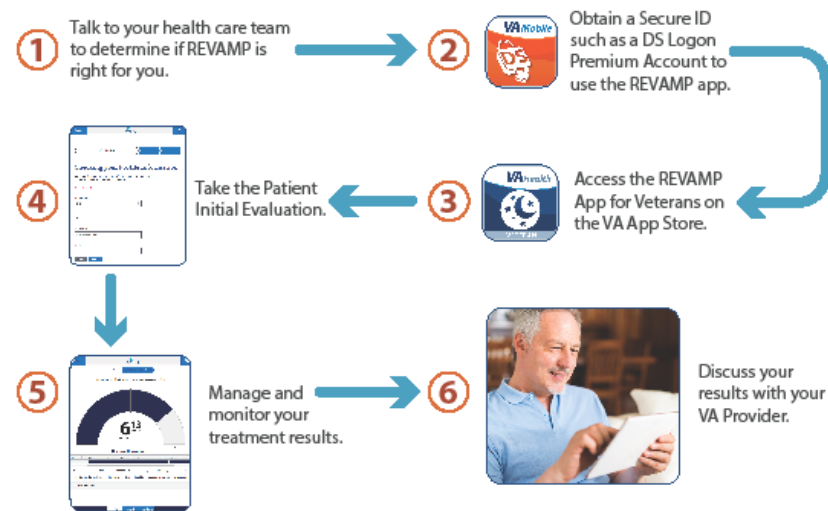 1
Talk to your health care team
to determine if REVAMP is
right for you.
2
VA Mobile
DS
Obtain a Secure ID
such as a DS Logon
Premium Account to
use the REVAMP app.
3
VA Health
VETERAN
Access the REVAMP
App for Veterans on
the VA App Store.
4
Take the Patient
Initial Evaluation.
5
6
13
Manage and
monitor your
treatment results.
6
Discuss your
results with your
VA Provider.